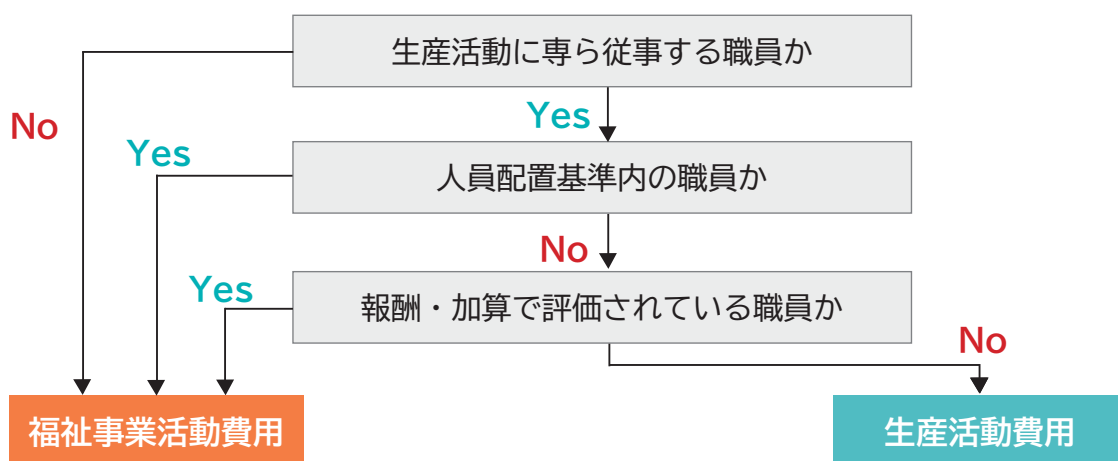 生産活動に専ら従事する職員か
No
Yes
Yes
人員配置基準内の職員か
No
Yes
報酬・加算で評価されている職員か
No
福祉事業活動費用
生産活動費用